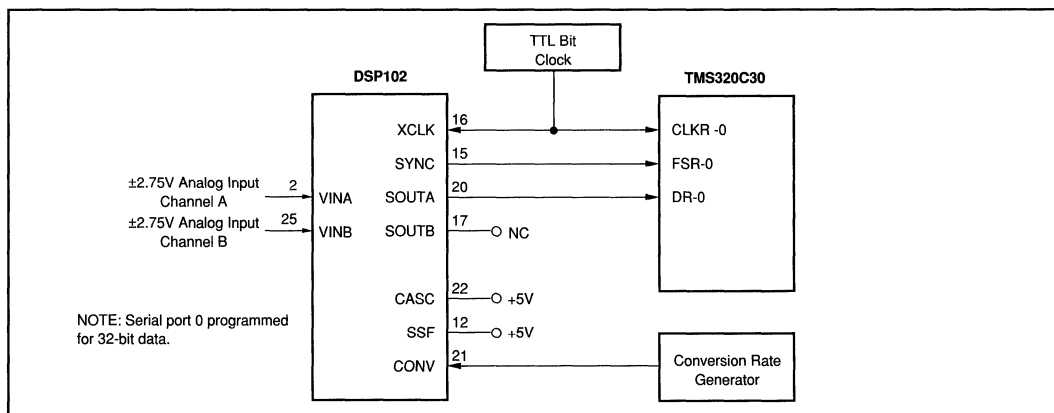 TTL Bit
Clock
DSP102
TMS320C30
XCLK
16
CLKR -0
SYNC
15
FSR-0
±2.75V Analog Input
Channel A
2
VINA
SOUTA
20
DR-0
±2.75V Analog Input
Channel B
25
VINB
SOUTB
17
NC
CASC
22
+5V
NOTE: Serial port 0 programmed
for 32-bit data.
SSF
12
+5V
CONV
21
Conversion Rate
Generator